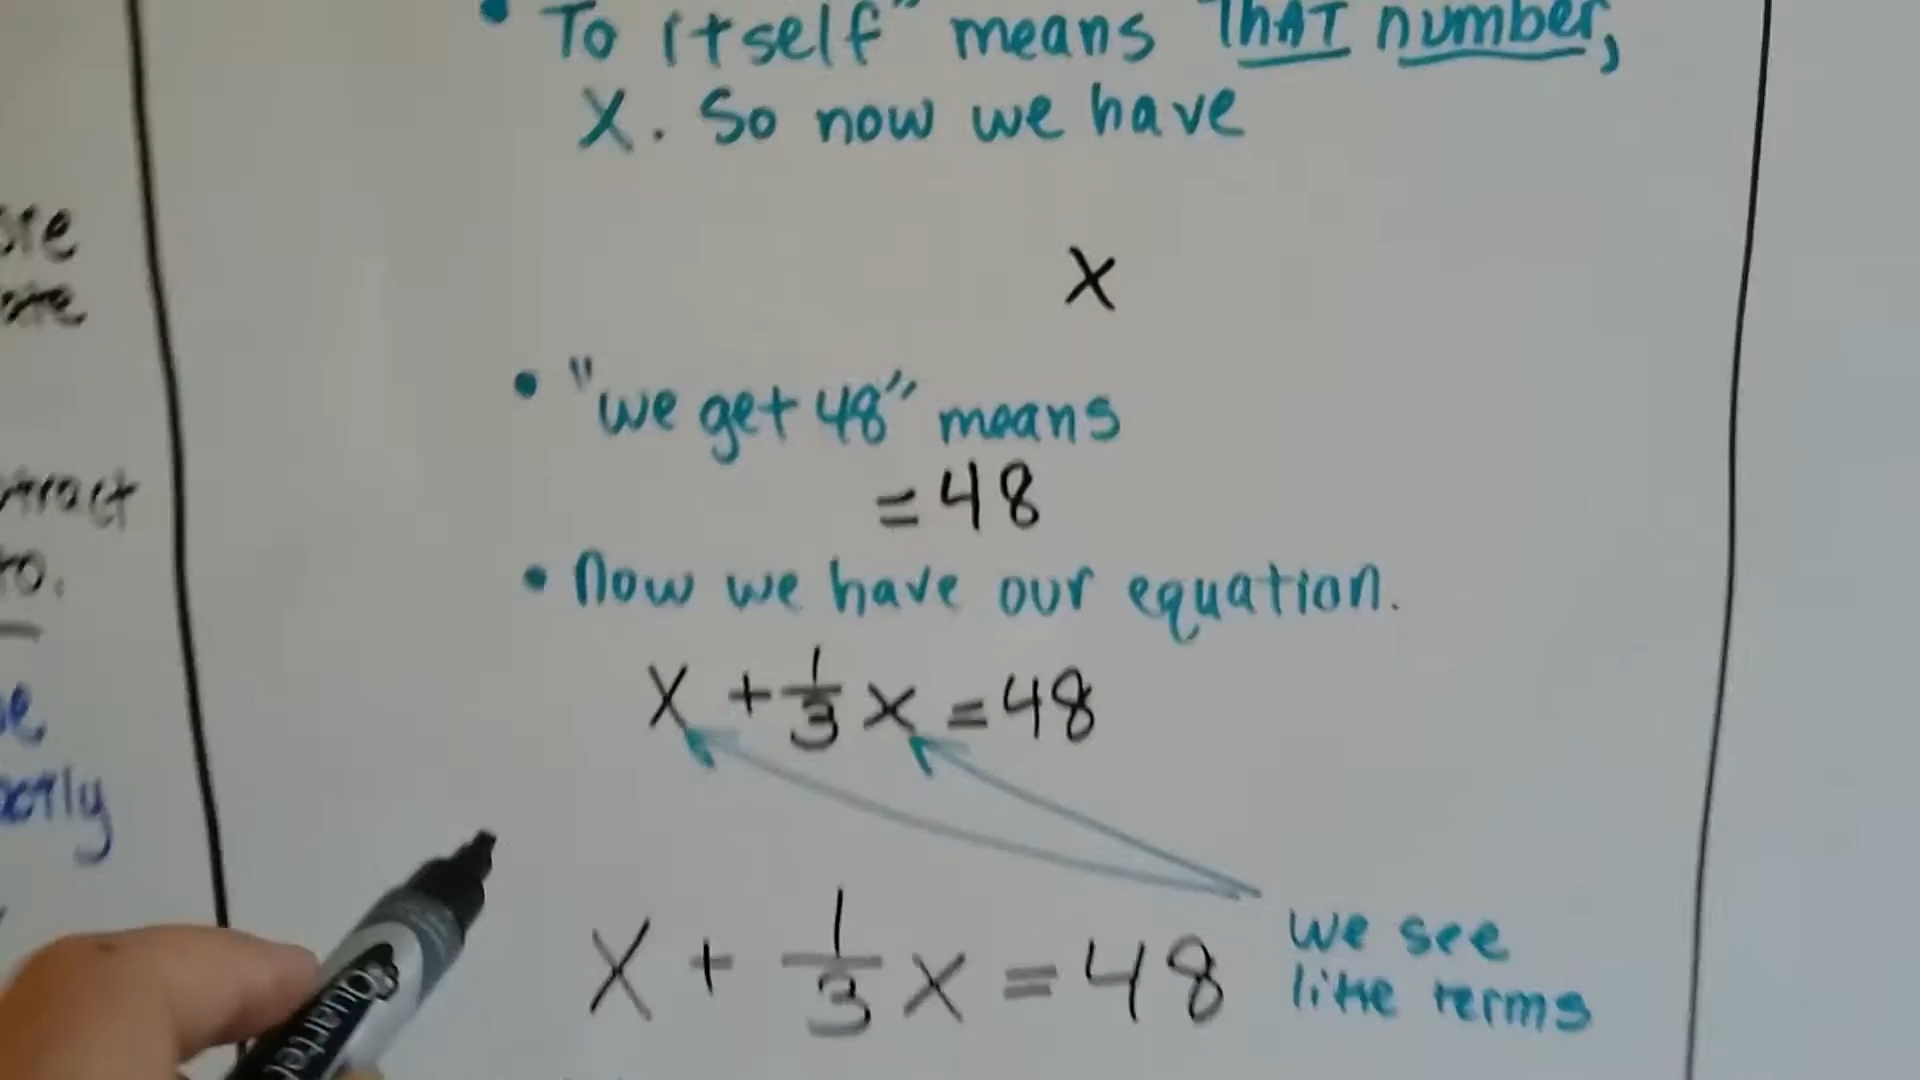 • To itself" means THAT number,
X. So now we have
x
• "we get 48" means
= 48
• Now we have our equation.
x + 1/3 x = 48
x + 1/3 x = 48
we see
like terms